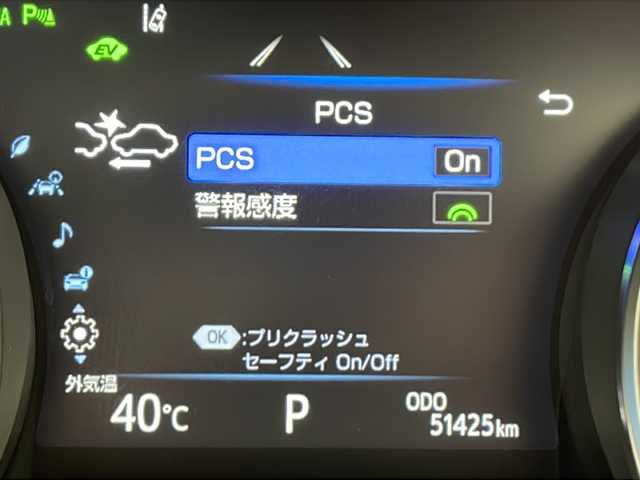 A P
EV
PCS
PCS On
警報感度
OK :プリクラッシュ
セーフティ On/Off
外気温
40℃ P ODO
51425km